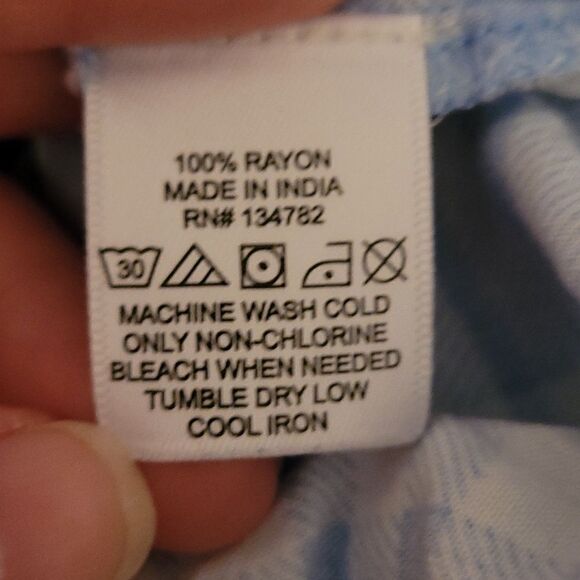 100% RAYON
MADE IN INDIA
RN# 134782
30
MACHINE WASH COLD
ONLY NON-CHLORINE
BLEACH WHEN NEEDED
TUMBLE DRY LOW
COOL IRON